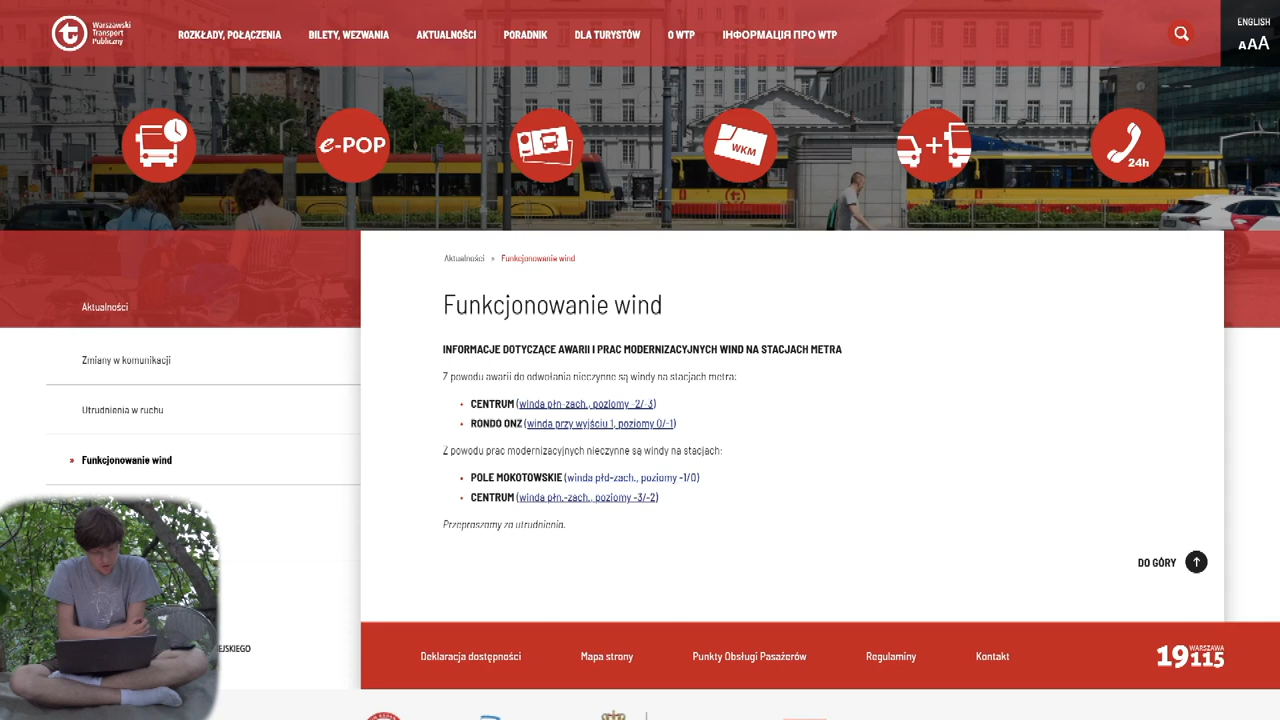 Warszawski
Transport
Publiczny
ROZKŁADY, POŁĄCZENIA
BILETY, WEZWANIA
AKTUALNOŚCI
PORADNIK
DLA TURYSTÓW
O WTP
ІНФОРМАЦІЯ ПРО WTP
ENGLISH
AAA
e-POP
WKM
24h
Aktualności
Zmiany w komunikacji
Utrudnienia w ruchu
» Funkcjonowanie wind
EJSKIEGO
Aktualności » Funkcjonowanie wind
Funkcjonowanie wind
INFORMACJE DOTYCZĄCE AWARII I PRAC MODERNIZACYJNYCH WIND NA STACJACH METRA
Z powodu awarii do odwołania nieczynne są windy na stacjach metra:
• CENTRUM (winda płn-zach., poziomy -2/-3)
• RONDO ONZ (winda przy wyjściu 1, poziomy 0/-1)
Z powodu prac modernizacyjnych nieczynne są windy na stacjach:
• POLE MOKOTOWSKIE (winda płd-zach., poziomy -1/0)
• CENTRUM (winda płn.-zach., poziomy -3/-2)
Przepraszamy za utrudnienia.
DO GÓRY
Deklaracja dostępności
Mapa strony
Punkty Obsługi Pasażerów
Regulaminy
Kontakt
WARSZAWA
19115